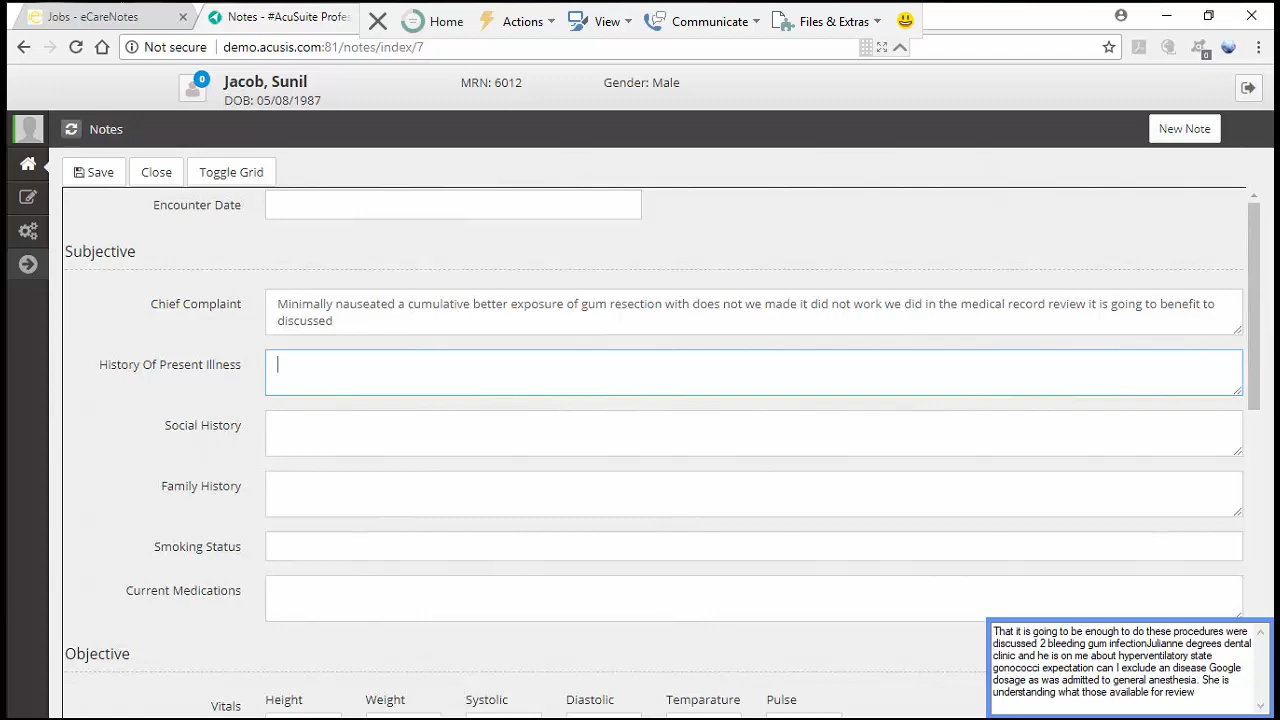 Jobs - eCareNotes
Notes - #AcuSuite Profes
Home
Actions
View
Communicate
Files & Extras
Not secure
demo.acusis.com:81/notes/index/7
0
0
Jacob, Sunil
DOB: 05/08/1987
MRN: 6012
Gender: Male
Notes
New Note
Save
Close
Toggle Grid
Encounter Date
Subjective
Chief Complaint
Minimally nauseated a cumulative better exposure of gum resection with does not we made it did not work we did in the medical record review it is going to benefit to
discussed
History Of Present Illness
Social History
Family History
Smoking Status
Current Medications
Objective
Vitals
Height
Weight
Systolic
Diastolic
Temparature
Pulse
That it is going to be enough to do these procedures were
discussed 2 bleeding gum infectionJulianne degrees dental
clinic and he is on me about hyperventilatory state
gonococci expectation can I exclude an disease Google
dosage as was admitted to general anesthesia. She is
understanding what those available for review